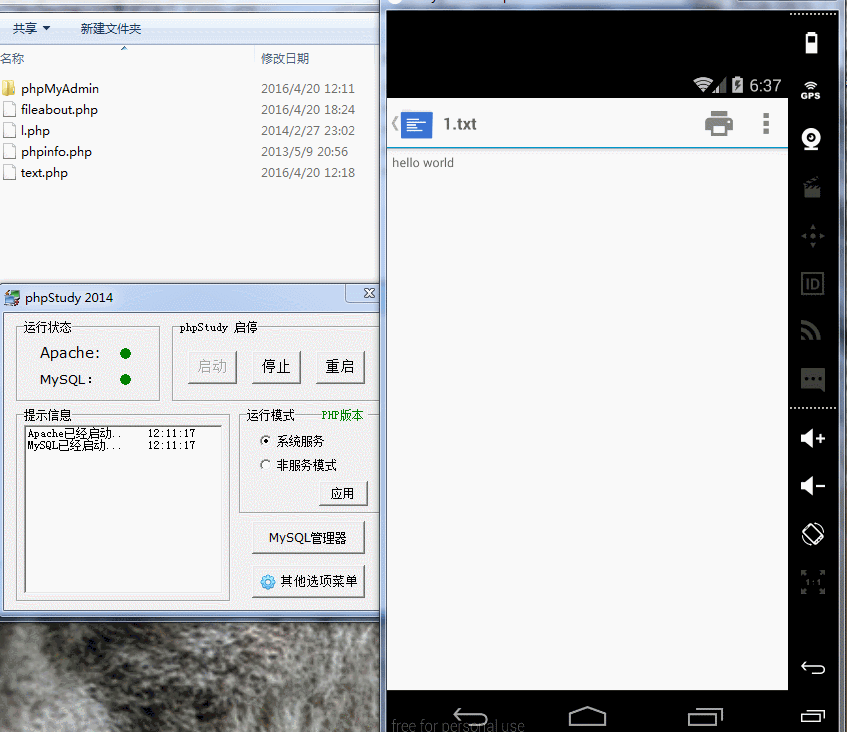 共享
新建文件夹
名称
修改日期
phpMyAdmin
2016/4/20 12:11
fileabout.php
2016/4/20 18:24
l.php
2014/2/27 23:02
phpinfo.php
2013/5/9 20:56
text.php
2016/4/20 12:18
phpStudy 2014
运行状态
Apache:
MySQL:
phpStudy 启停
启动
停止
重启
提示信息
Apache已经启动.. 12:11:17
MySQL已经启动... 12:11:17
运行模式
PHP版本
系统服务
非服务模式
应用
MySQL管理器
其他选项菜单
6:37
1.txt
hello world
free for personal use
GPS
ID
1:1